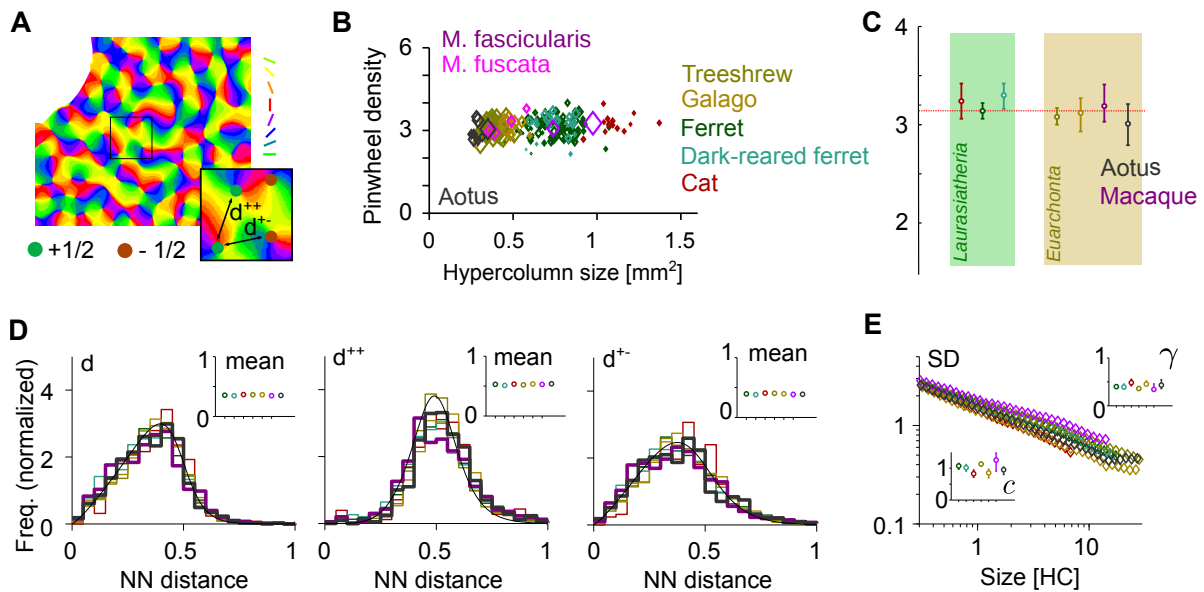 A
d++
d+-
+1/2
- 1/2
B
M. fascicularis
M. fuscata
Treeshrew
Galago
Ferret
Dark-reared ferret
Cat
Aotus
Pinwheel density
6
3
0
0
0.5
1
1.5
Hypercolumn size [mm²]
C
4
3
2
Laurasiatheria
Euarchonta
Aotus
Macaque
D
d
mean
1
0
Freq. (normalized)
4
2
0
0
0.5
1
NN distance
d++
mean
1
0
0
0.5
1
NN distance
d+-
mean
1
0
0
0.5
1
NN distance
E
SD
1
0
γ
1
0
c
1
0.1
1
10
Size [HC]